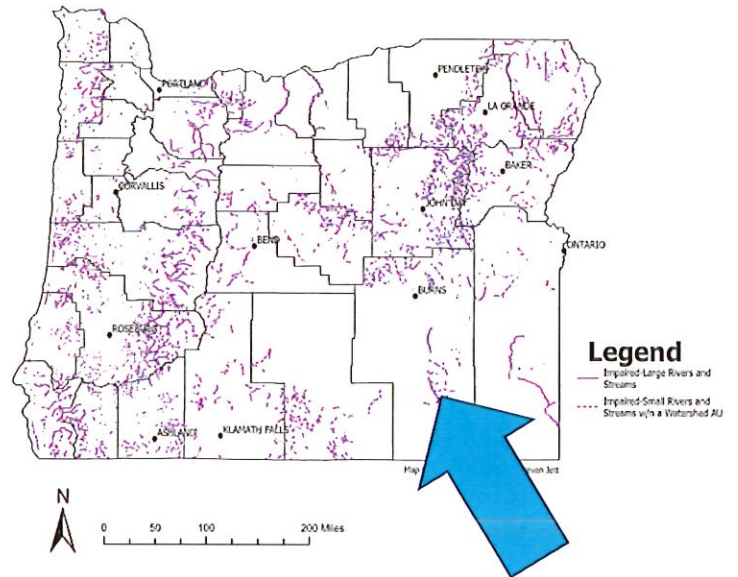 PORTLAND
PENDLETON
LA GRANDE
BAKER
CORVALLIS
JOHN DAY
ONTARIO
BEND
BURNS
ROSEBURG
Legend
Impaired-Large Rivers and
Streams
Impaired-Small Rivers and
Streams w/n a Watershed AU
ASHLAND
KLAMATH FALLS
Map
N
0 50 100 200 Miles